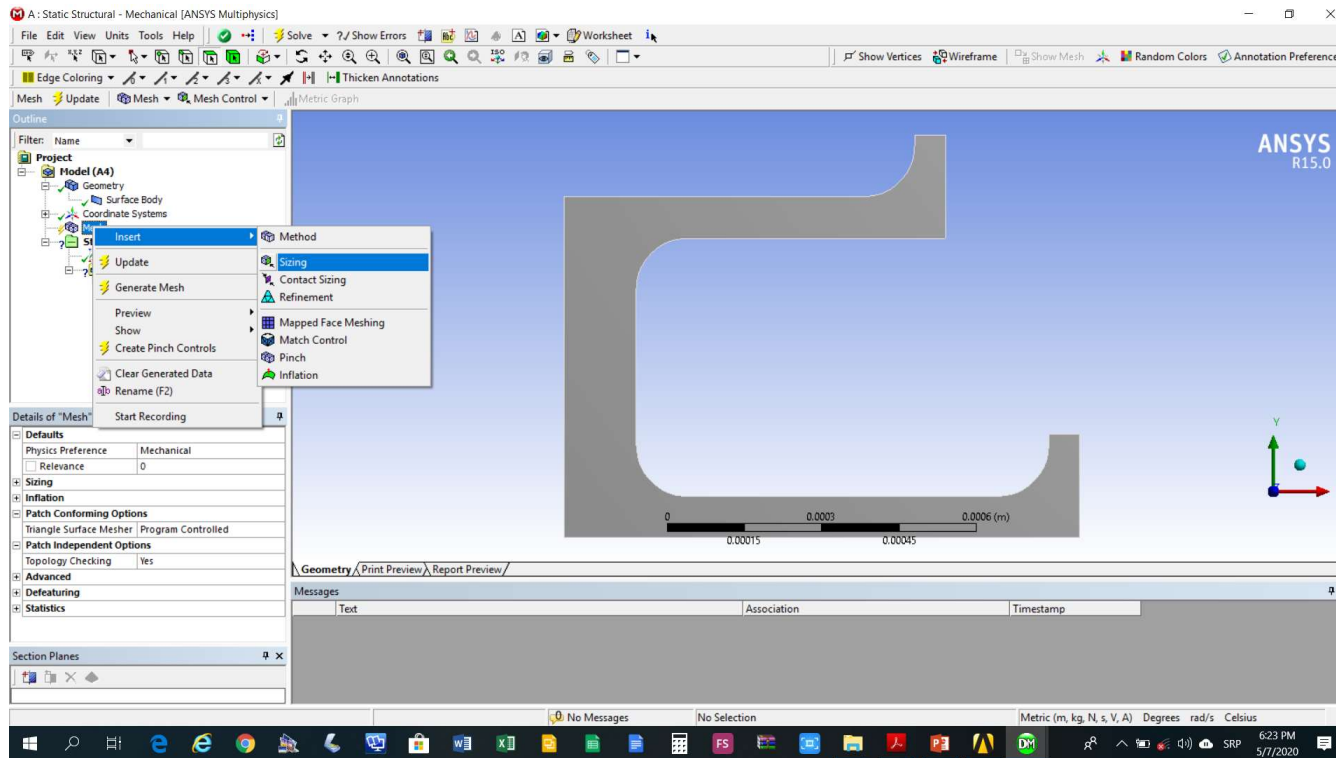 A : Static Structural - Mechanical [ANSYS Multiphysics]
File Edit View Units Tools Help Solve ?/ Show Errors Worksheet
Show Vertices Wireframe Show Mesh Random Colors Annotation Preference
Edge Coloring Thicken Annotations
Mesh Update Mesh Mesh Control Metric Graph
Outline
Filter: Name
Project
Model (A4)
Geometry
Surface Body
Coordinate Systems
Insert
Update
Generate Mesh
Preview
Show
Create Pinch Controls
Clear Generated Data
Rename (F2)
Start Recording
Method
Sizing
Contact Sizing
Refinement
Mapped Face Meshing
Match Control
Pinch
Inflation
ANSYS
R15.0
Y
0 0.0003 0.0006 (m)
0.00015 0.00045
Details of "Mesh"
Defaults
Physics Preference Mechanical
Relevance 0
Sizing
Inflation
Patch Conforming Options
Triangle Surface Mesher Program Controlled
Patch Independent Options
Topology Checking Yes
Advanced
Defeaturing
Statistics
Geometry Print Preview Report Preview
Messages
Text Association Timestamp
Section Planes
0 No Messages No Selection Metric (m, kg, N, s, V, A) Degrees rad/s Celsius
FS DM SRP
6:23 PM
5/7/2020